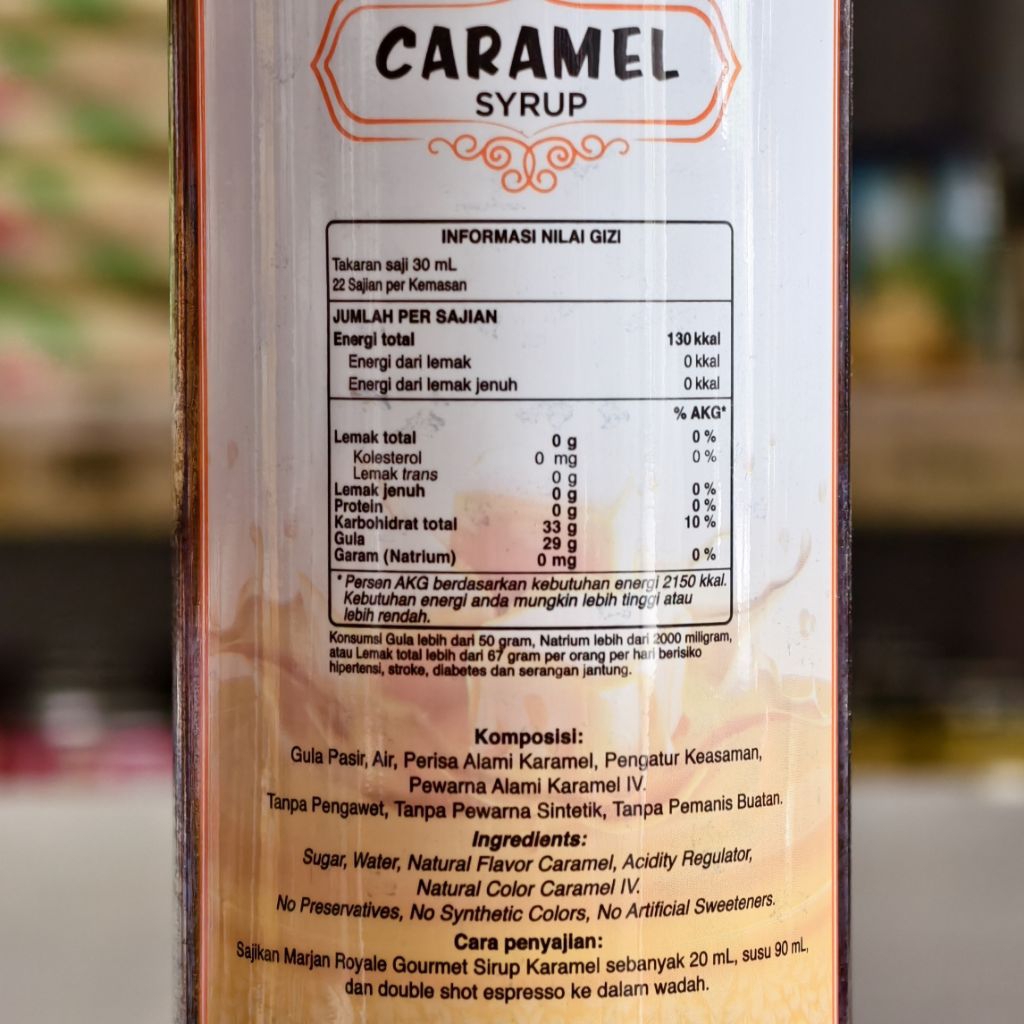 CARAMEL
SYRUP
INFORMASI NILAI GIZI
Takaran saji 30 mL
22 Sajian per Kemasan
JUMLAH PER SAJIAN
Energi total 130 kkal
Energi dari lemak 0 kkal
Energi dari lemak jenuh 0 kkal
% AKG*
Lemak total 0 g 0 %
Kolesterol 0 mg 0 %
Lemak trans 0 g
Lemak jenuh 0 g 0 %
Protein 0 g 0 %
Karbohidrat total 33 g 10 %
Gula 29 g
Garam (Natrium) 0 mg 0 %
* Persen AKG berdasarkan kebutuhan energi 2150 kkal.
Kebutuhan energi anda mungkin lebih tinggi atau
lebih rendah.
Konsumsi Gula lebih dari 50 gram, Natrium lebih dari 2000 miligram,
atau Lemak total lebih dari 67 gram per orang per hari berisiko
hipertensi, stroke, diabetes dan serangan jantung.
Komposisi:
Gula Pasir, Air, Perisa Alami Karamel, Pengatur Keasaman,
Pewarna Alami Karamel IV.
Tanpa Pengawet, Tanpa Pewarna Sintetik, Tanpa Pemanis Buatan.
Ingredients:
Sugar, Water, Natural Flavor Caramel, Acidity Regulator,
Natural Color Caramel IV.
No Preservatives, No Synthetic Colors, No Artificial Sweeteners.
Cara penyajian:
Sajikan Marjan Royale Gourmet Sirup Karamel sebanyak 20 mL, susu 90 mL,
dan double shot espresso ke dalam wadah.